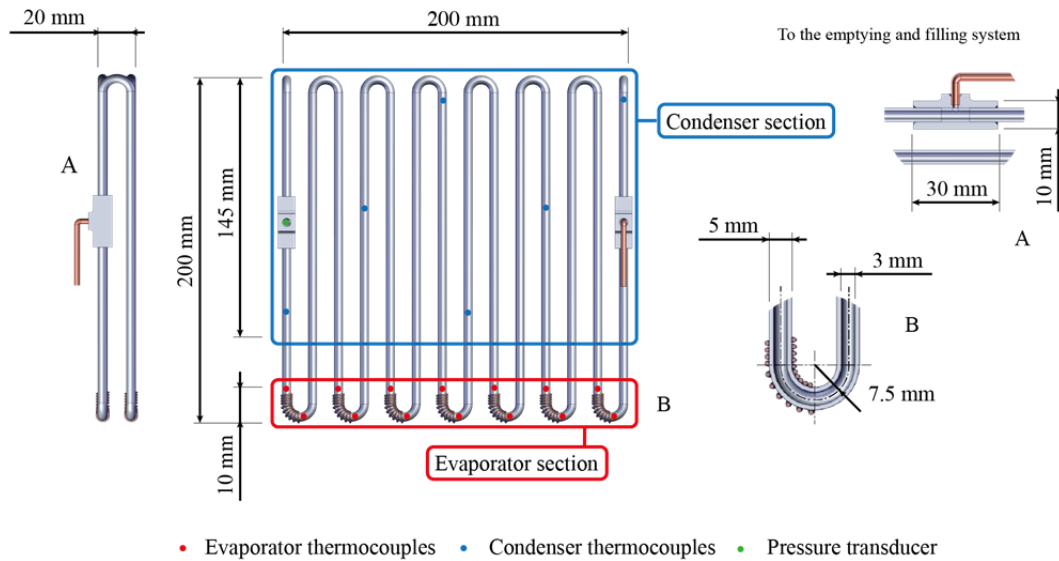 20 mm
200 mm
To the emptying and filling system
Condenser section
A
145 mm
200 mm
10 mm
30 mm
A
5 mm
3 mm
B
7.5 mm
B
10 mm
Evaporator section
Evaporator thermocouples
Condenser thermocouples
Pressure transducer